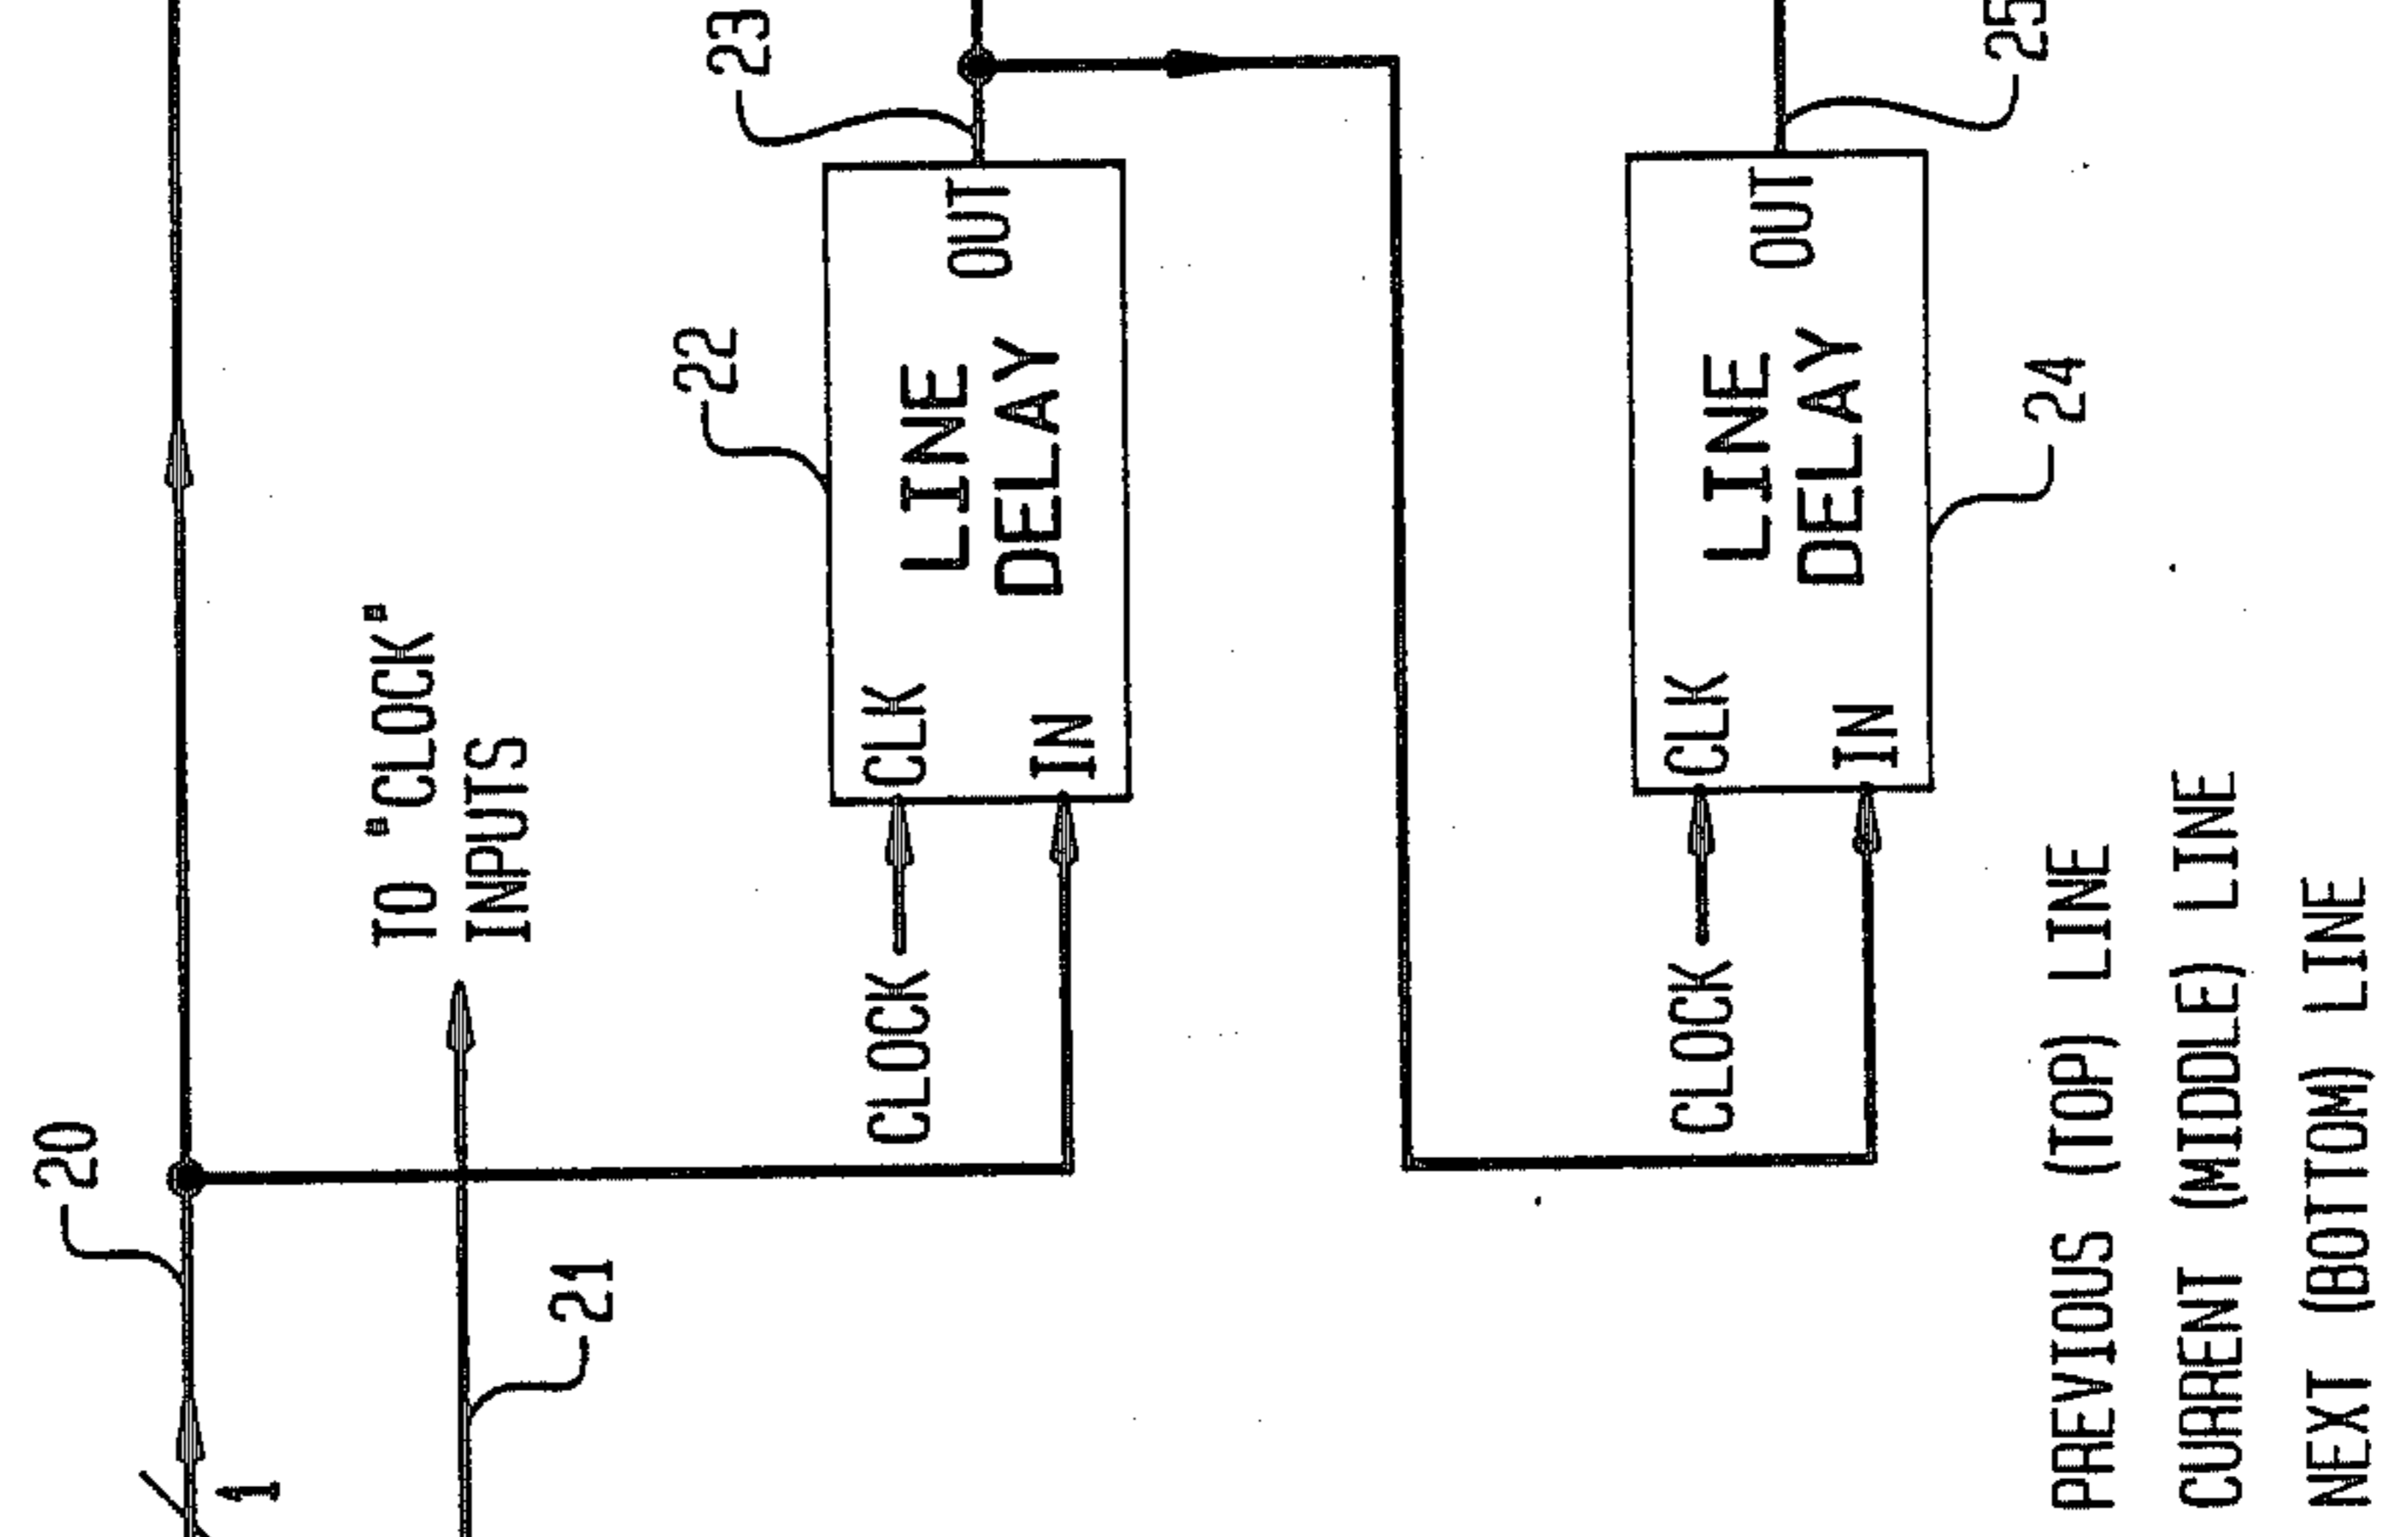 20
1
TO "CLOCK"
INPUTS
21
22
23
CLOCK
CLK
IN
LINE
DELAY
OUT
CLOCK
CLK
IN
LINE
DELAY
OUT
24
25
PREVIOUS (TOP) LINE
CURRENT (MIDDLE) LINE
NEXT (BOTTOM) LINE